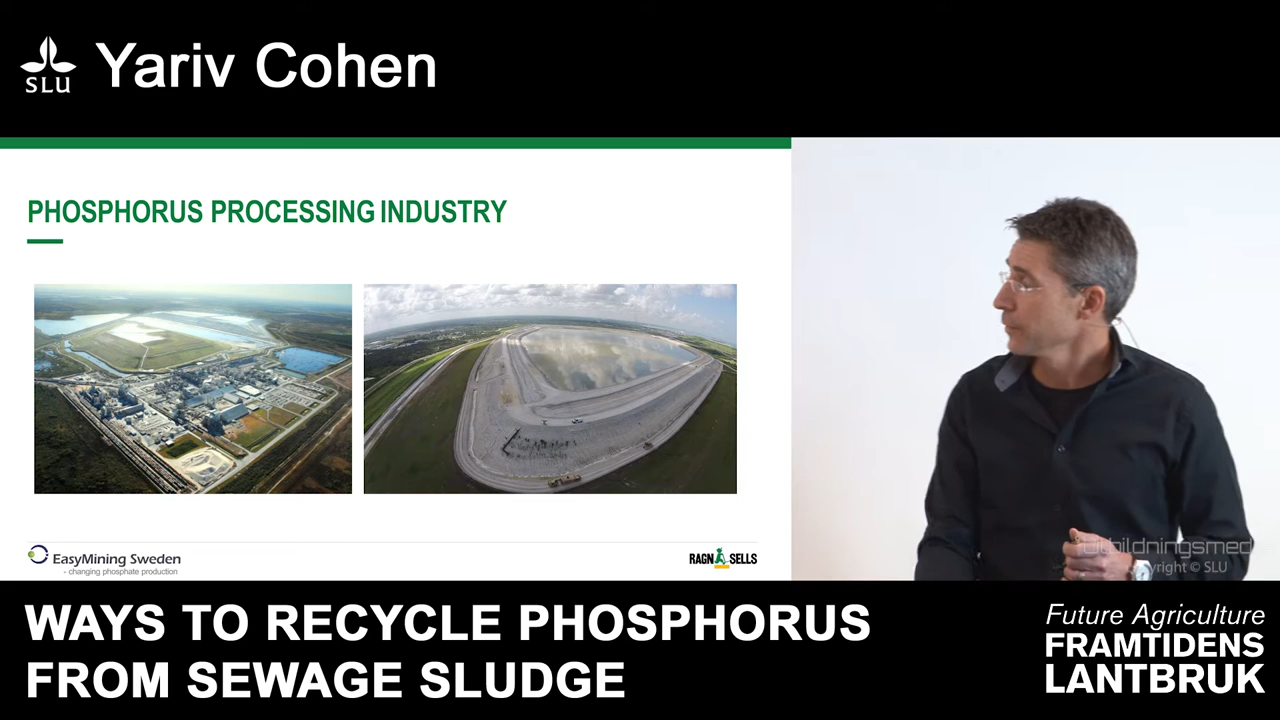 SLU
Yariv Cohen
PHOSPHORUS PROCESSING INDUSTRY
EasyMining Sweden
- changing phosphate production
RAGN SELLS
utbildningsmedia
Copyright © SLU
WAYS TO RECYCLE PHOSPHORUS
FROM SEWAGE SLUDGE
Future Agriculture
FRAMTIDENS
LANTBRUK